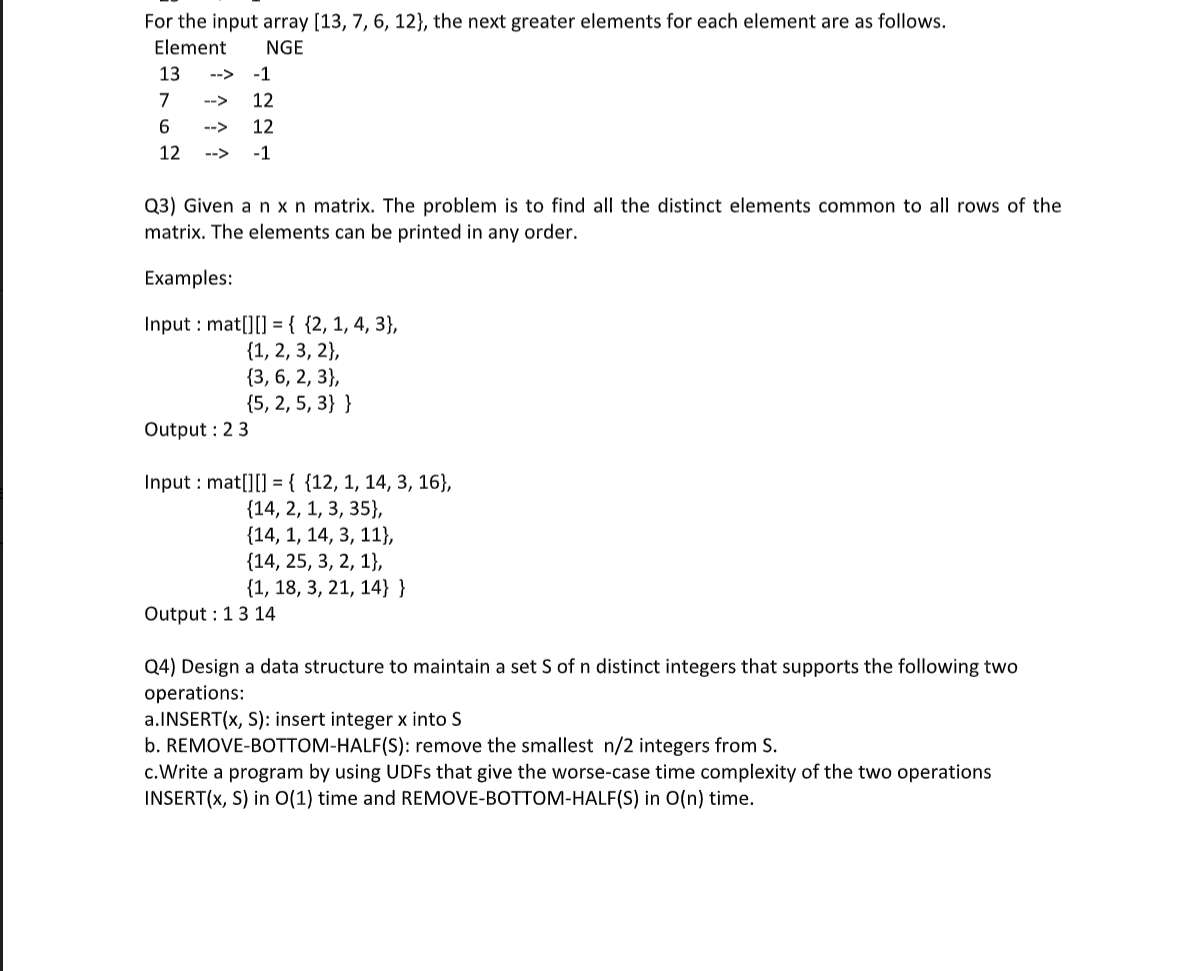 For the input array [13, 7, 6, 12}, the next greater elements for each element are as follows.
Element NGE
13 --> -1
7 --> 12
6 --> 12
12 --> -1
Q3) Given a n x n matrix. The problem is to find all the distinct elements common to all rows of the
matrix. The elements can be printed in any order.
Examples:
Input : mat[][] = { {2, 1, 4, 3},
{1, 2, 3, 2},
{3, 6, 2, 3},
{5, 2, 5, 3} }
Output : 2 3
Input : mat[][] = { {12, 1, 14, 3, 16},
{14, 2, 1, 3, 35},
{14, 1, 14, 3, 11},
{14, 25, 3, 2, 1},
{1, 18, 3, 21, 14} }
Output : 1 3 14
Q4) Design a data structure to maintain a set S of n distinct integers that supports the following two
operations:
a.INSERT(x, S): insert integer x into S
b. REMOVE-BOTTOM-HALF(S): remove the smallest n/2 integers from S.
c.Write a program by using UDFs that give the worse-case time complexity of the two operations
INSERT(x, S) in O(1) time and REMOVE-BOTTOM-HALF(S) in O(n) time.